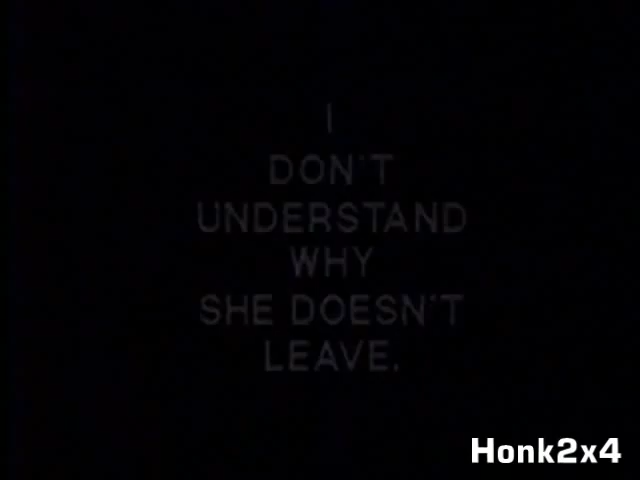 I
DON'T
UNDERSTAND
WHY
SHE DOESN'T
LEAVE.
Honk2x4